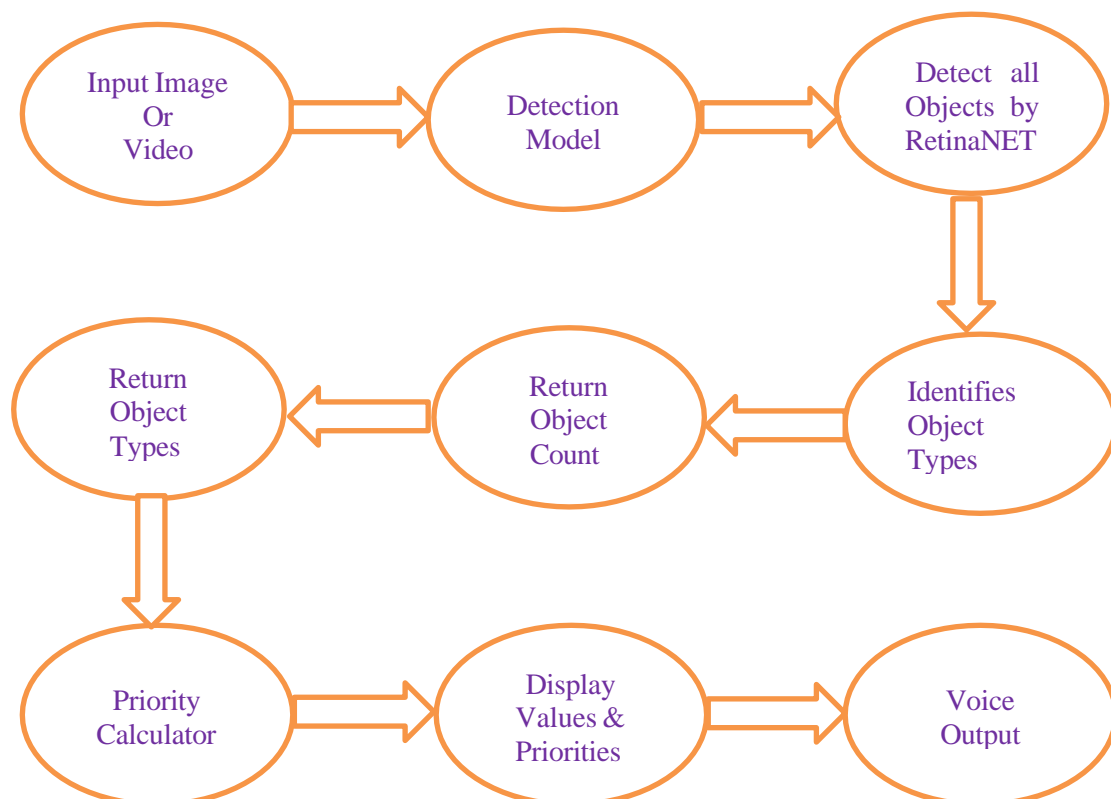 Input Image
Or
Video
Detection
Model
Detect all
Objects by
RetinaNET
Identifies
Object
Types
Return
Object
Count
Return
Object
Types
Priority
Calculator
Display
Values &
Priorities
Voice
Output